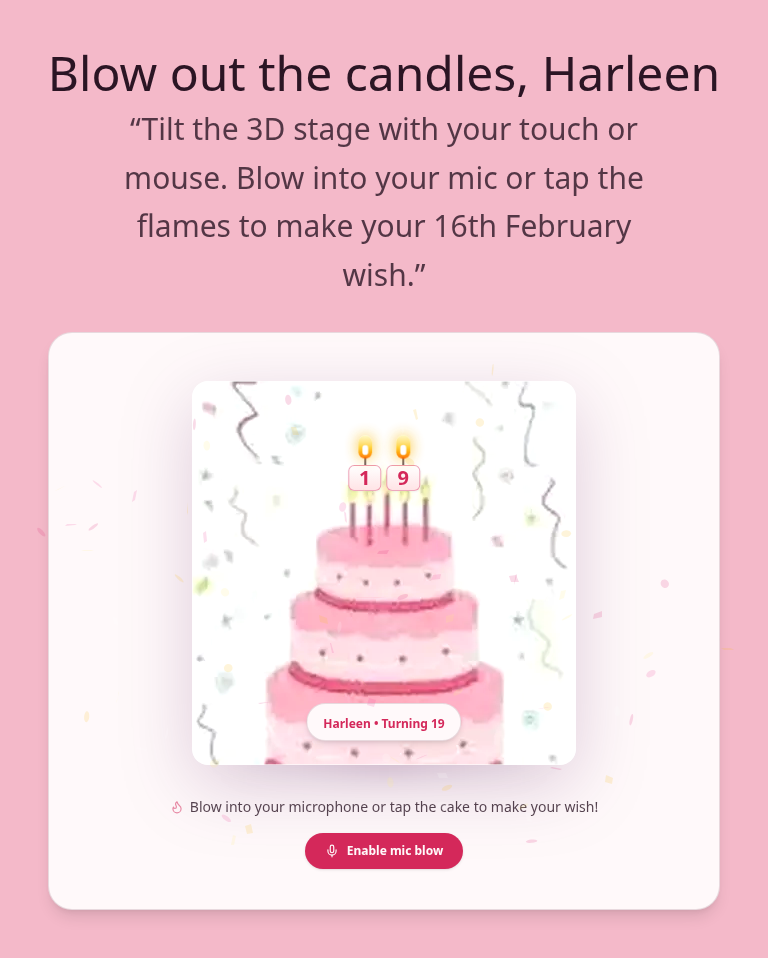 Blow out the candles, Harleen
“Tilt the 3D stage with your touch or
mouse. Blow into your mic or tap the
flames to make your 16th February
wish.”
1 9
Harleen • Turning 19
Blow into your microphone or tap the cake to make your wish!
Enable mic blow